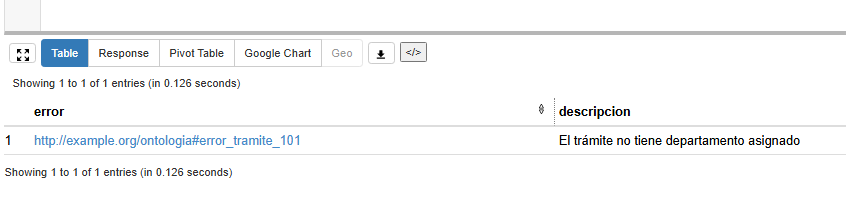 Table Response Pivot Table Google Chart Geo </>
Showing 1 to 1 of 1 entries (in 0.126 seconds)
error descripcion
1 http://example.org/ontologia#error_tramite_101 El trámite no tiene departamento asignado
Showing 1 to 1 of 1 entries (in 0.126 seconds)